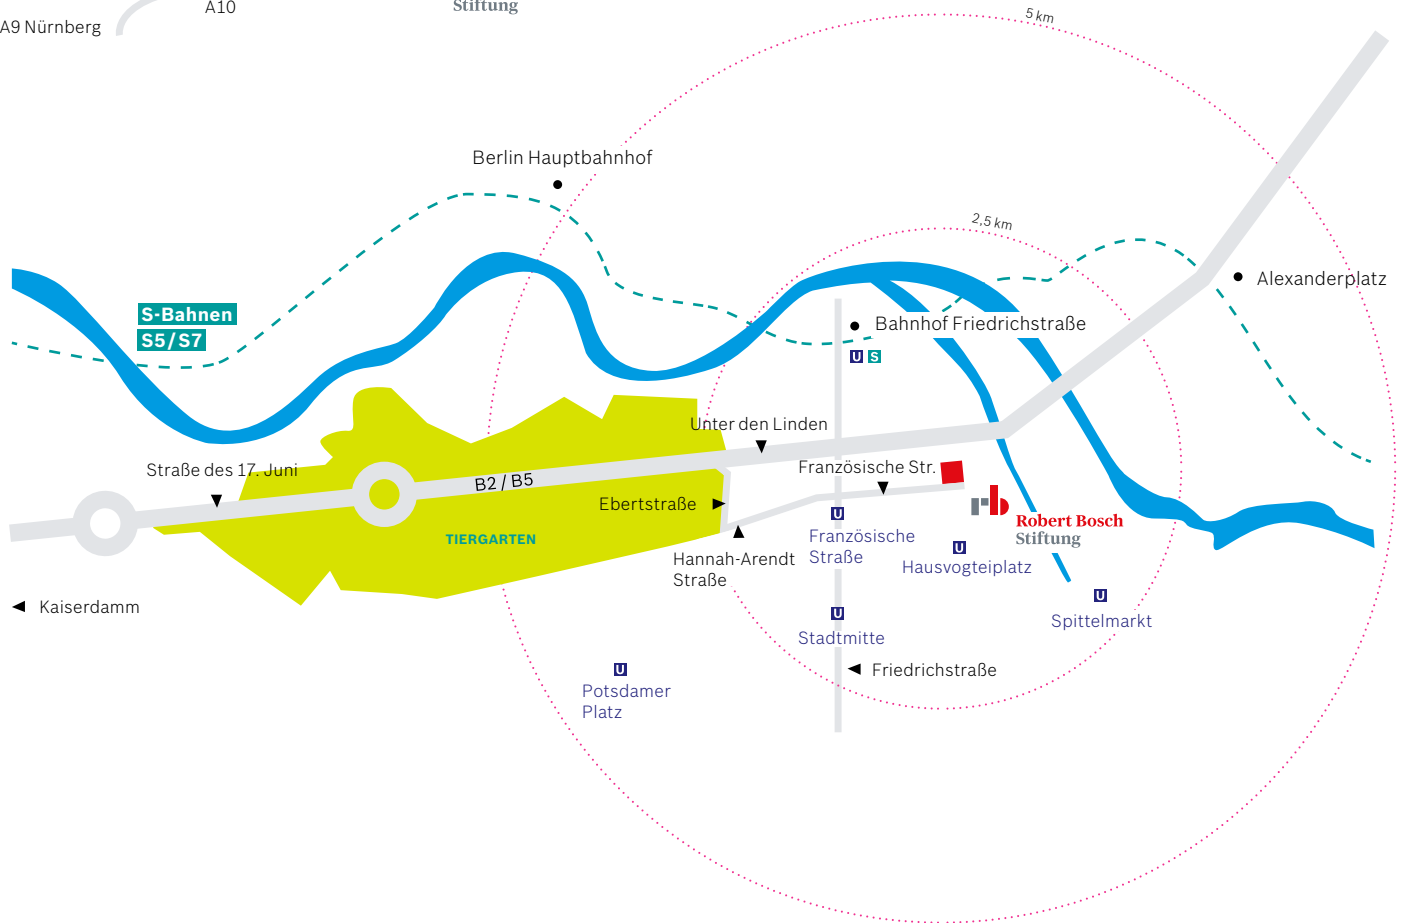 A10
Stiftung
A9 Nürnberg
5 km
Berlin Hauptbahnhof
2,5 km
Alexanderplatz
S-Bahnen
S5/S7
Bahnhof Friedrichstraße
U S
Unter den Linden
Straße des 17. Juni
Französische Str.
B2 / B5
Ebertstraße
U
Robert Bosch
Stiftung
TIERGARTEN
Französische
Straße
U
Hausvogteiplatz
Hannah-Arendt
Straße
Kaiserdamm
U
Spittelmarkt
U
Stadtmitte
Friedrichstraße
U
Potsdamer
Platz